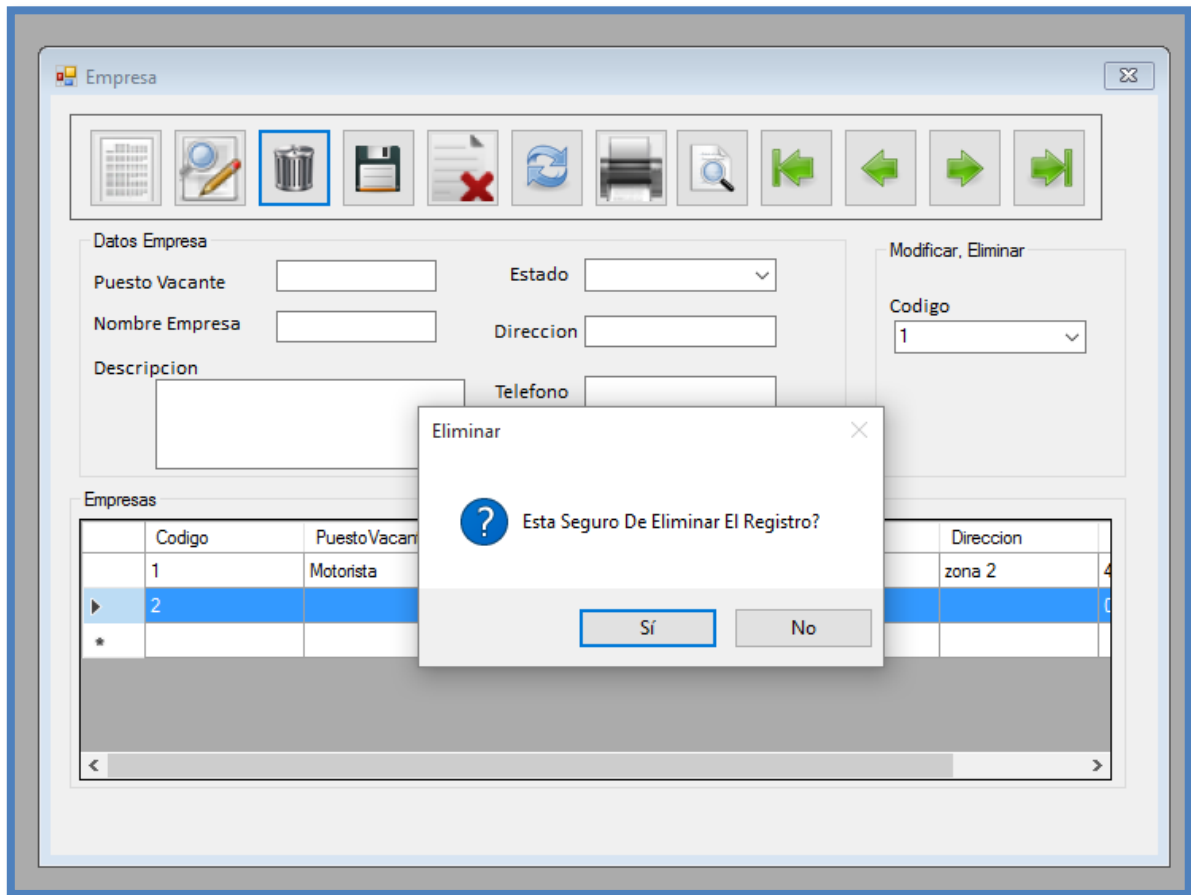 Empresa
Datos Empresa
Modificar, Eliminar
Puesto Vacante
Estado
Codigo
Nombre Empresa
Direccion
1
Descripcion
Telefono
Eliminar
Esta Seguro De Eliminar El Registro?
Sí No
Empresas
Codigo PuestoVacan Direccion
1 Motorista zona 2 4
2
*